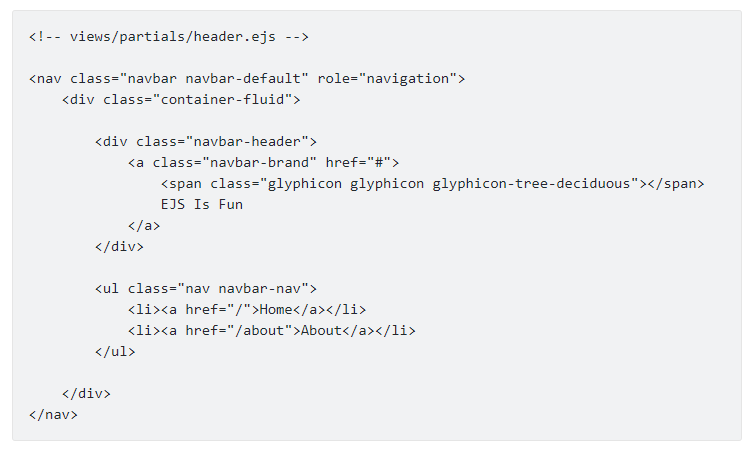 <!-- views/partials/header.ejs -->
<nav class="navbar navbar-default" role="navigation">
    <div class="container-fluid">
        <div class="navbar-header">
            <a class="navbar-brand" href="#">
                <span class="glyphicon glyphicon glyphicon-tree-deciduous"></span>
                EJS Is Fun
            </a>
        </div>
        <ul class="nav navbar-nav">
            <li><a href="/">Home</a></li>
            <li><a href="/about">About</a></li>
        </ul>
    </div>
</nav>